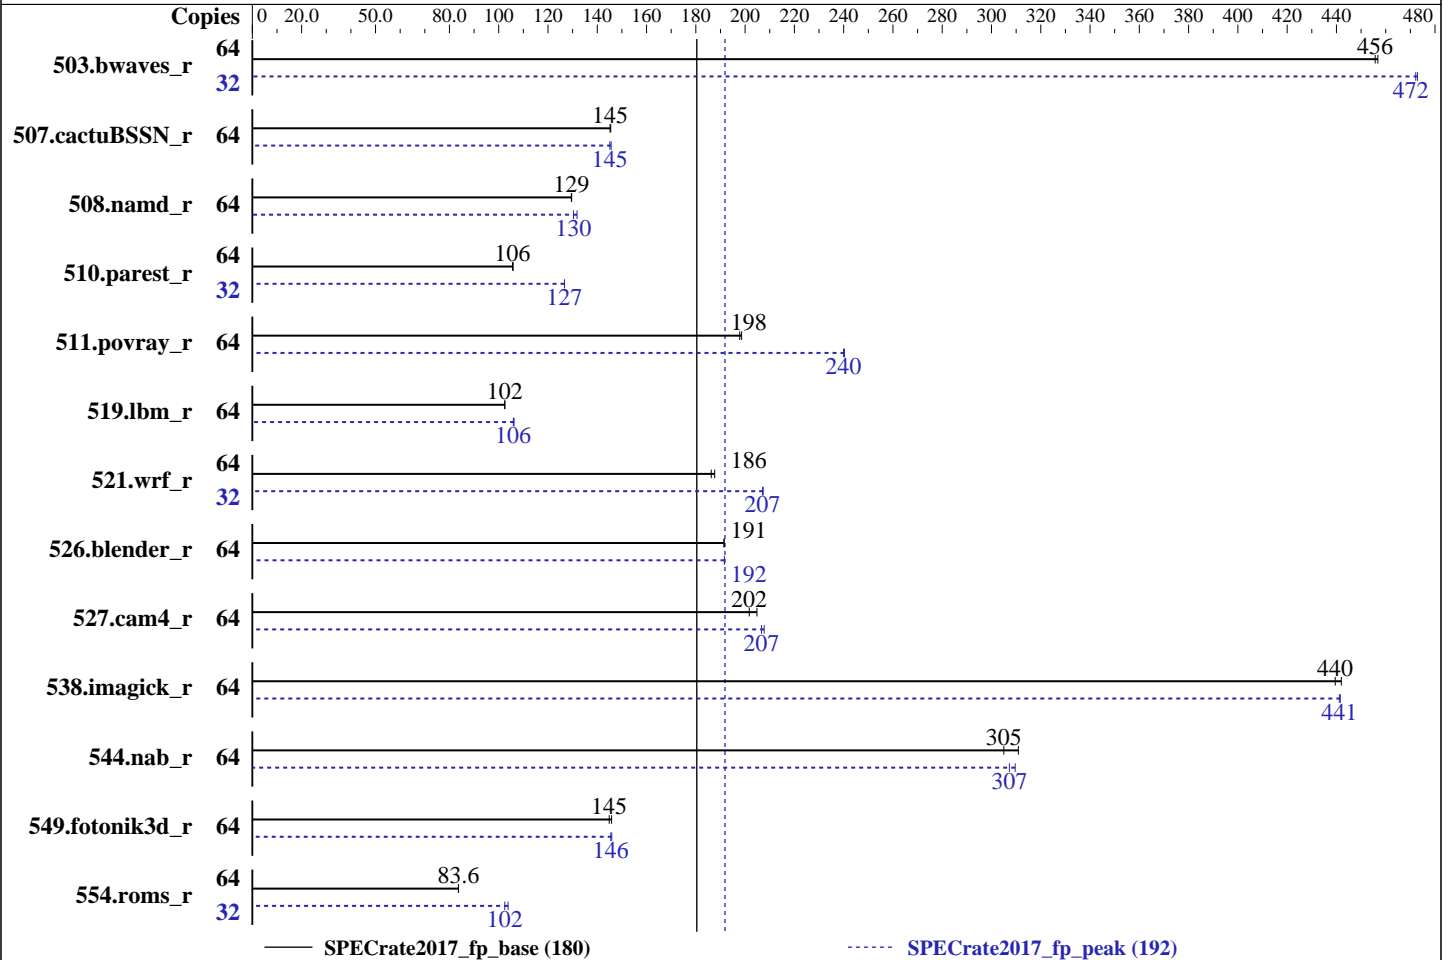 Copies 0 20.0 50.0 80.0 100 120 140 160 180 200 220 240 260 280 300 320 340 360 380 400 420 440 480
503.bwaves_r 64 456
32 472
507.cactuBSSN_r 64 145
145
508.namd_r 64 129
130
510.parest_r 64 106
32 127
511.povray_r 64 198
240
519.lbm_r 64 102
106
521.wrf_r 64 186
32 207
526.blender_r 64 191
192
527.cam4_r 64 202
207
538.imagick_r 64 440
441
544.nab_r 64 305
307
549.fotonik3d_r 64 145
146
554.roms_r 64 83.6
32 102
SPECrate2017_fp_base (180) SPECrate2017_fp_peak (192)